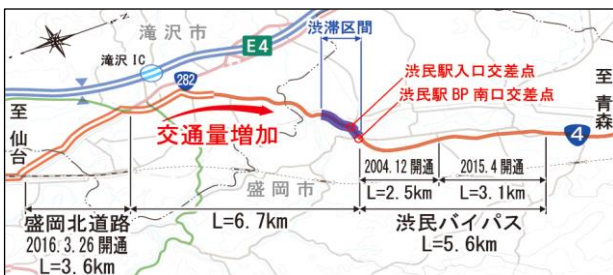 滝沢市
渋滞区間
滝沢 IC
E4
282
渋民駅入口交差点
渋民駅 BP 南口交差点
至 青森
至 仙台
交通量増加
4
2004.12 開通
L=2.5km
2015.4 開通
L=3.1km
盛岡市
盛岡北道路
2016.3.26 開通
L=3.6km
L=6.7km
渋民バイパス
L=5.6km